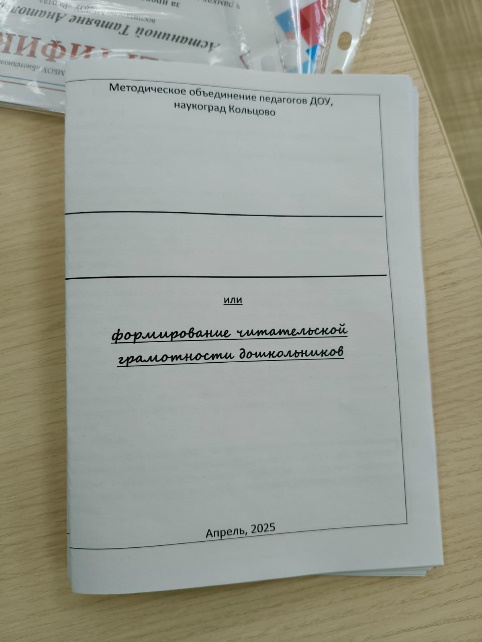 Методическое объединение педагогов ДОУ,
наукоград Кольцово
или
формирование читательской
грамотности дошкольников
Апрель, 2025